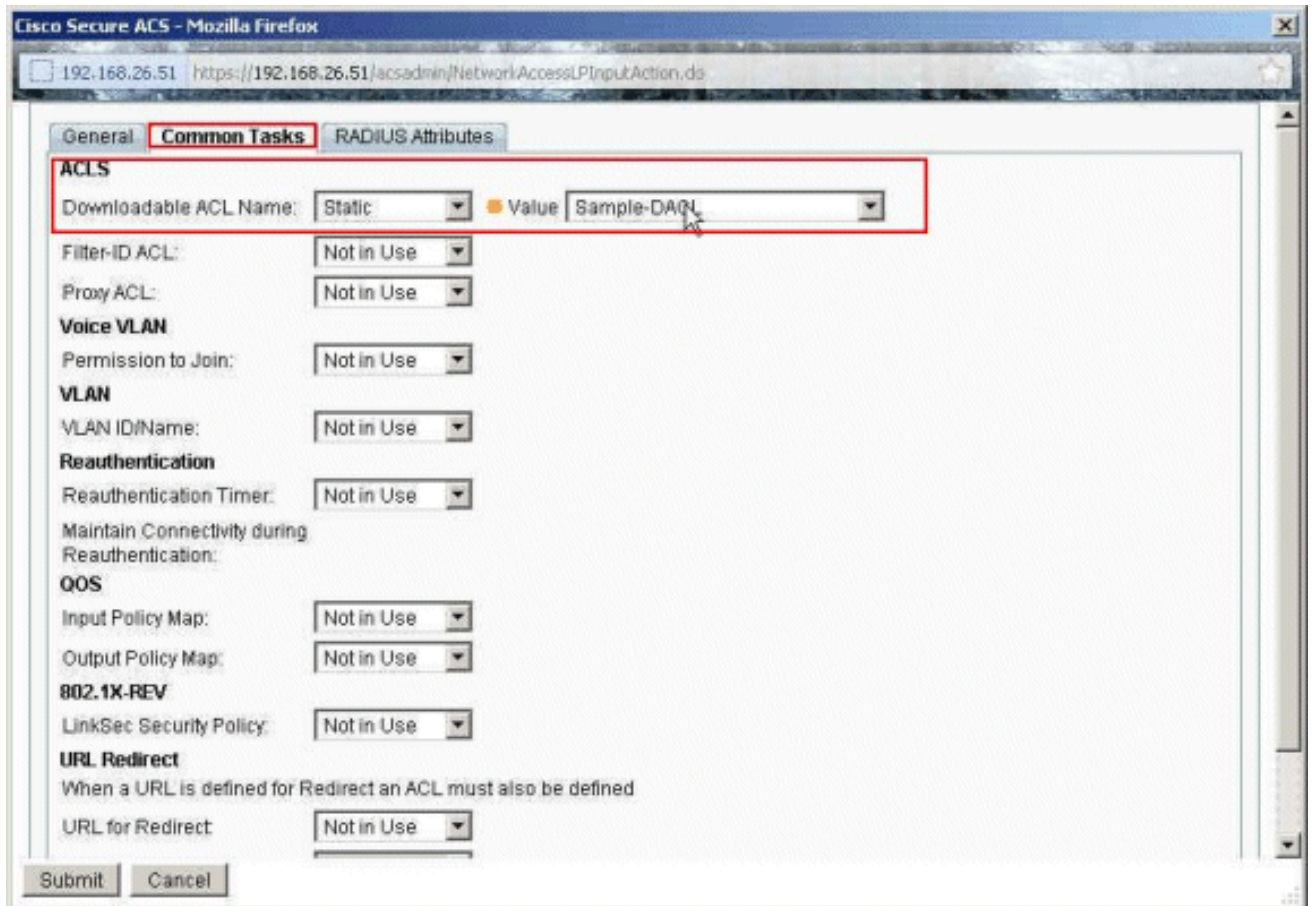 Cisco Secure ACS - Mozilla Firefox
192.168.26.51 https://192.168.26.51/acsadmin/NetworkAccessLPInputAction.do
General Common Tasks RADIUS Attributes
ACLS
Downloadable ACL Name: Static Value Sample-DACL
Filter-ID ACL: Not in Use
Proxy ACL: Not in Use
Voice VLAN
Permission to Join: Not in Use
VLAN
VLAN ID/Name: Not in Use
Reauthentication
Reauthentication Timer: Not in Use
Maintain Connectivity during
Reauthentication:
QOS
Input Policy Map: Not in Use
Output Policy Map: Not in Use
802.1X-REV
LinkSec Security Policy: Not in Use
URL Redirect
When a URL is defined for Redirect an ACL must also be defined
URL for Redirect Not in Use
Submit Cancel